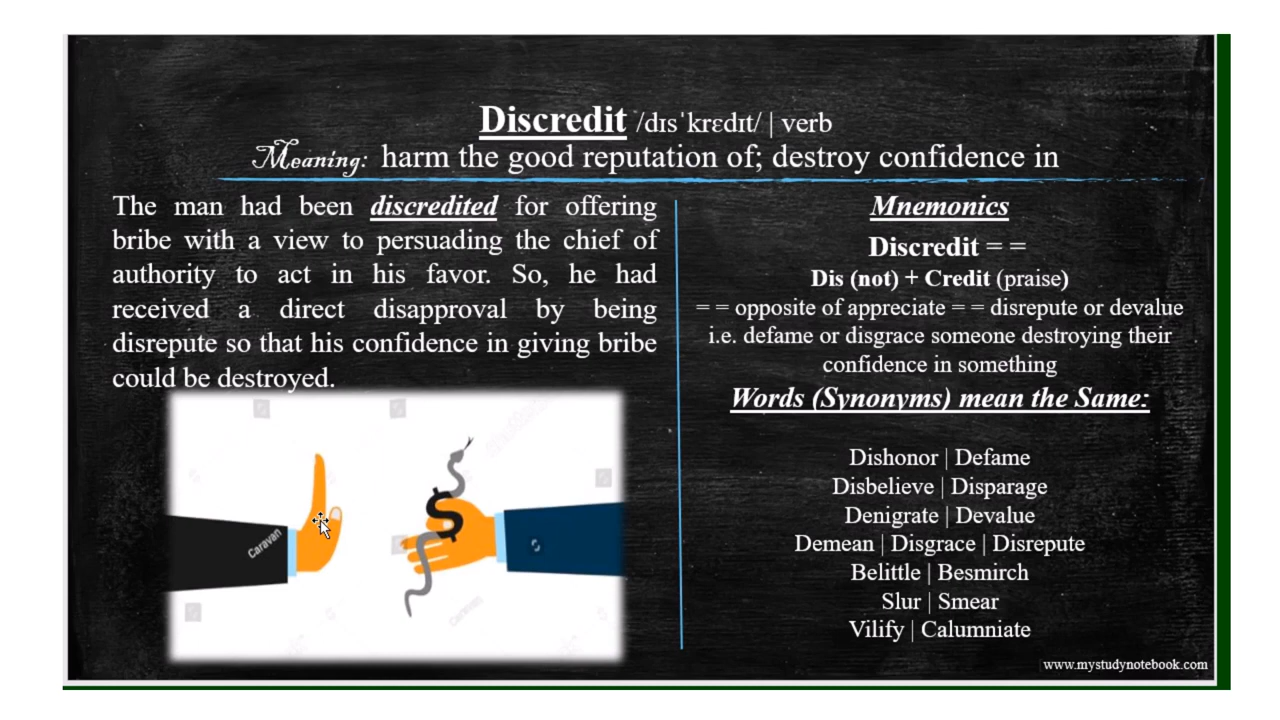 Discredit /dɪsˈkrɛdɪt/ | verb
Meaning: harm the good reputation of; destroy confidence in
The man had been discredited for offering
bribe with a view to persuading the chief of
authority to act in his favor. So, he had
received a direct disapproval by being
disrepute so that his confidence in giving bribe
could be destroyed.
$
Caravan
Caravan
Mnemonics
Discredit = =
Dis (not) + Credit (praise)
= = opposite of appreciate = = disrepute or devalue
i.e. defame or disgrace someone destroying their
confidence in something
Words (Synonyms) mean the Same:
Dishonor | Defame
Disbelieve | Disparage
Denigrate | Devalue
Demean | Disgrace | Disrepute
Belittle | Besmirch
Slur | Smear
Vilify | Calumniate
www.mystudynotebook.com